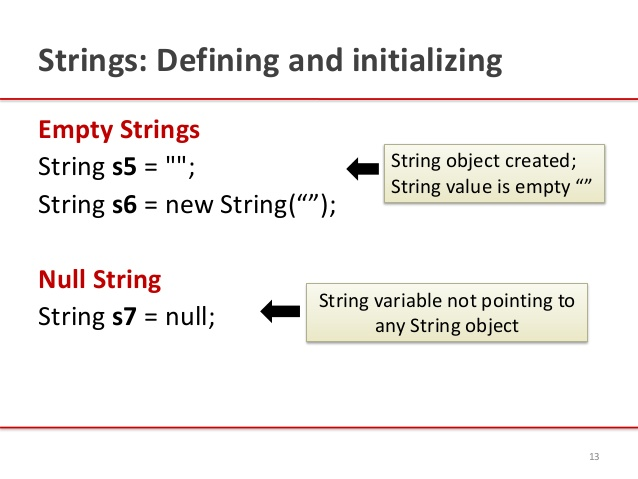 Strings: Defining and initializing
Empty Strings
String s5 = "";
String s6 = new String(“”);
String object created;
String value is empty “”
Null String
String s7 = null;
String variable not pointing to
any String object
13